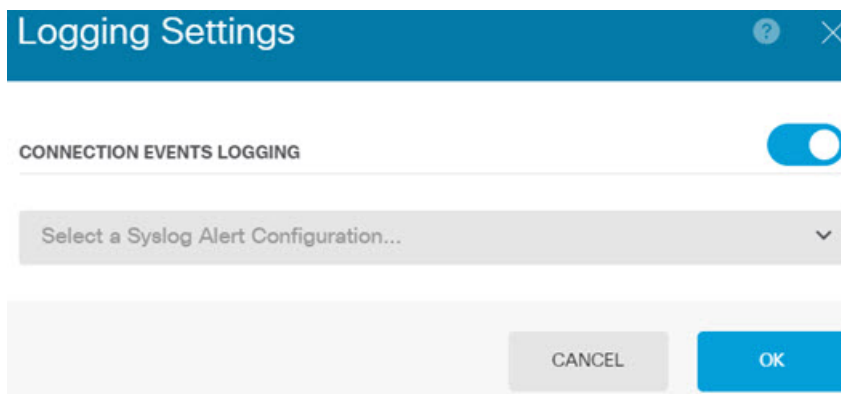 Logging Settings
?
CONNECTION EVENTS LOGGING
Select a Syslog Alert Configuration...
CANCEL
OK